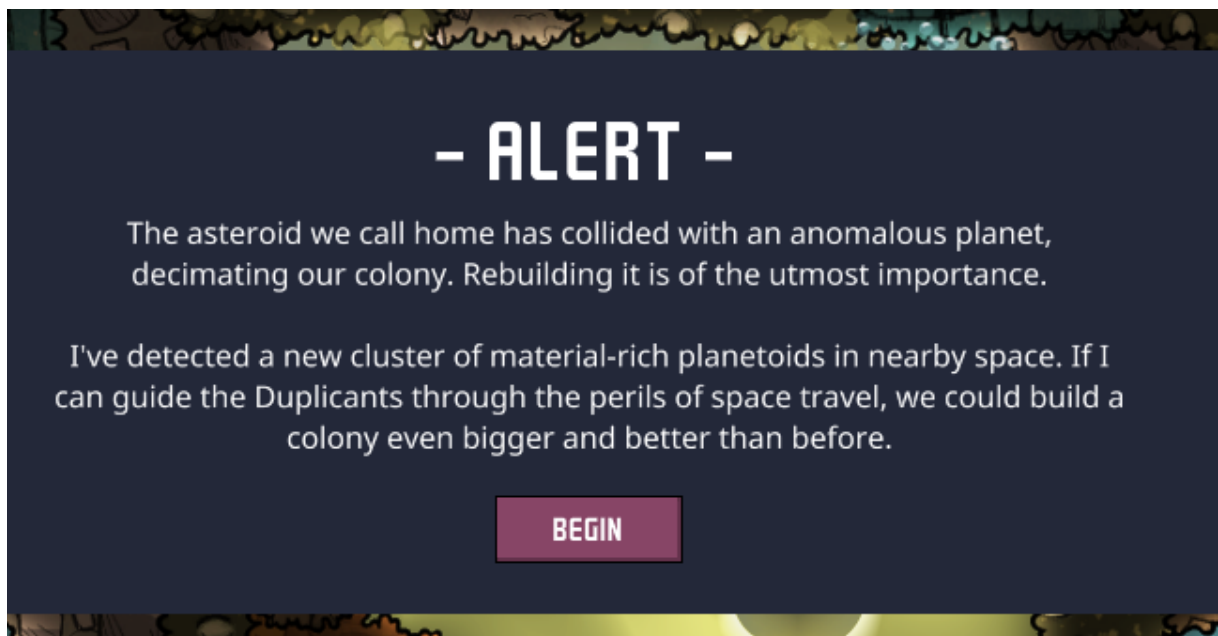 - ALERT -
The asteroid we call home has collided with an anomalous planet,
decimating our colony. Rebuilding it is of the utmost importance.
I've detected a new cluster of material-rich planetoids in nearby space. If I
can guide the Duplicants through the perils of space travel, we could build a
colony even bigger and better than before.
BEGIN